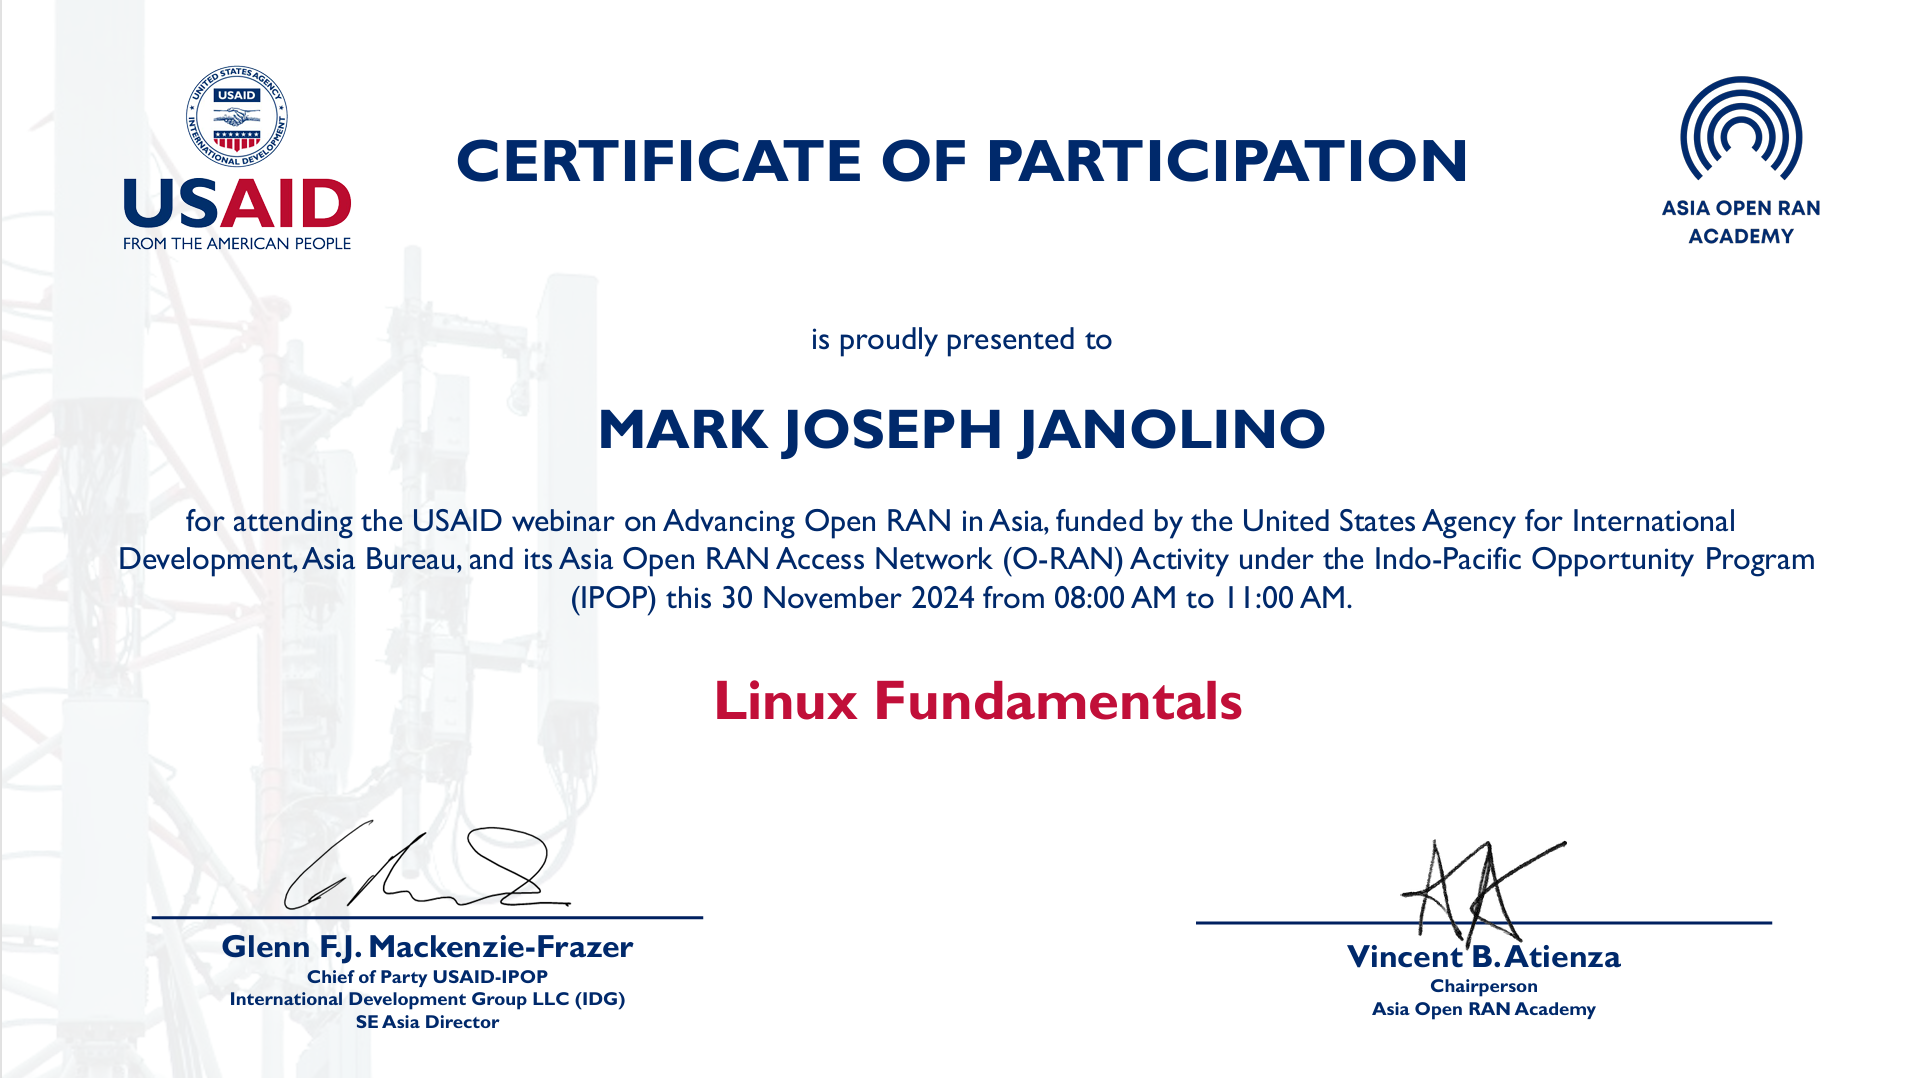 UNITED STATES AGENCY
USAID
INTERNATIONAL DEVELOPMENT
USAID
FROM THE AMERICAN PEOPLE
CERTIFICATE OF PARTICIPATION
ASIA OPEN RAN
ACADEMY
is proudly presented to
MARK JOSEPH JANOLINO
for attending the USAID webinar on Advancing Open RAN in Asia, funded by the United States Agency for International
Development, Asia Bureau, and its Asia Open RAN Access Network (O-RAN) Activity under the Indo-Pacific Opportunity Program
(IPOP) this 30 November 2024 from 08:00 AM to 11:00 AM.
Linux Fundamentals
Glenn F.J. Mackenzie-Frazer
Chief of Party USAID-IPOP
International Development Group LLC (IDG)
SE Asia Director
Vincent B. Atienza
Chairperson
Asia Open RAN Academy